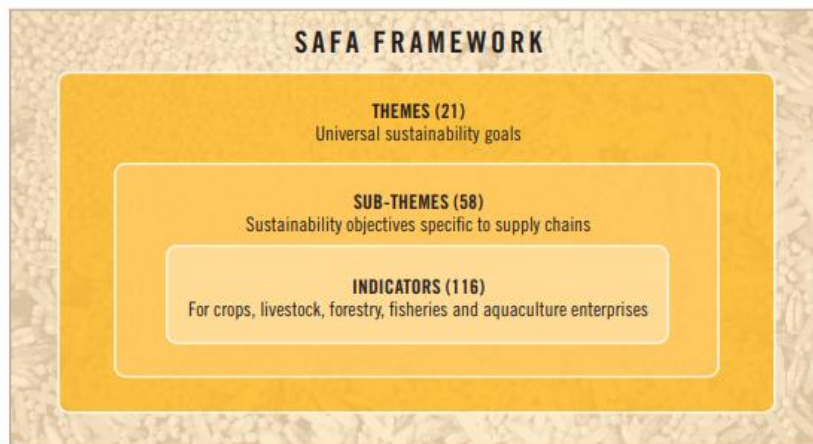 SAFA FRAMEWORK
THEMES (21)
Universal sustainability goals
SUB-THEMES (58)
Sustainability objectives specific to supply chains
INDICATORS (116)
For crops, livestock, forestry, fisheries and aquaculture enterprises